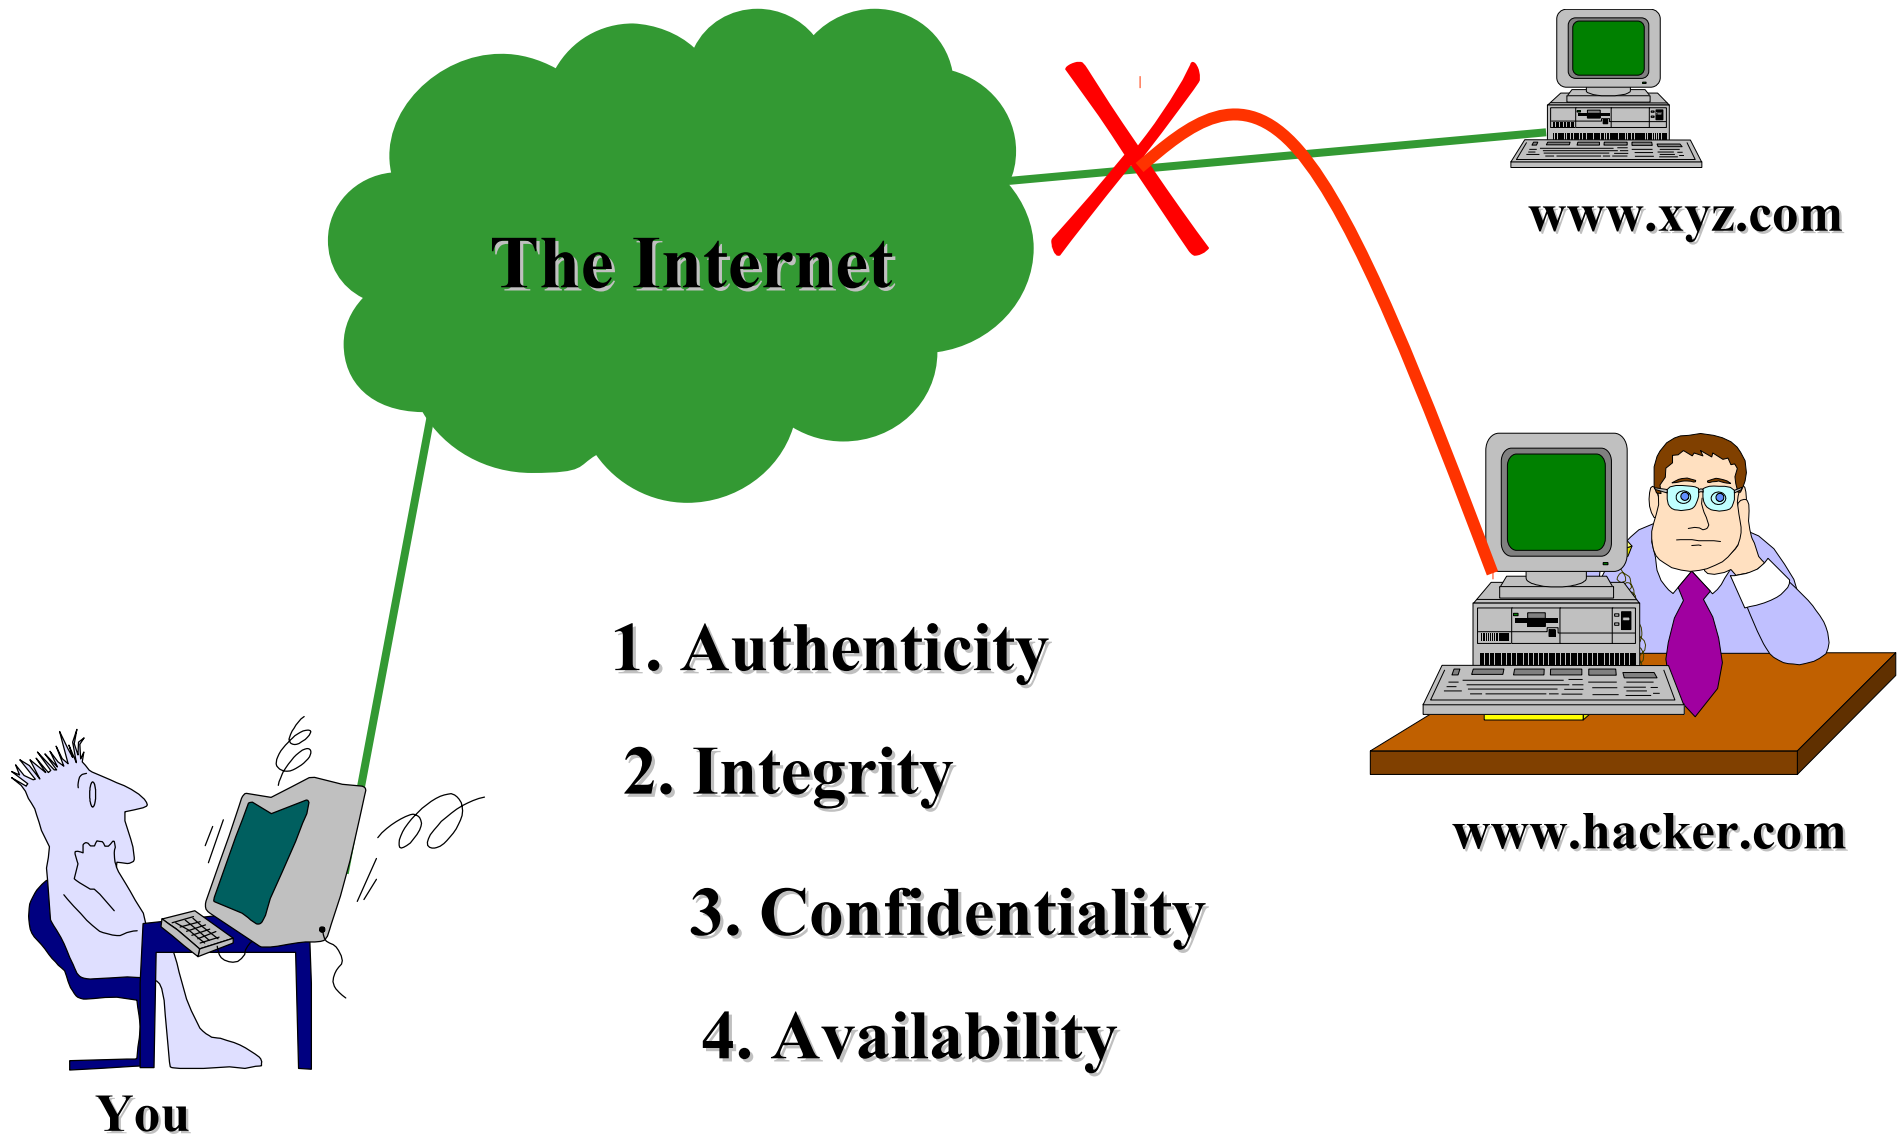 The Internet
www.xyz.com
1. Authenticity
2. Integrity
www.hacker.com
3. Confidentiality
4. Availability
You